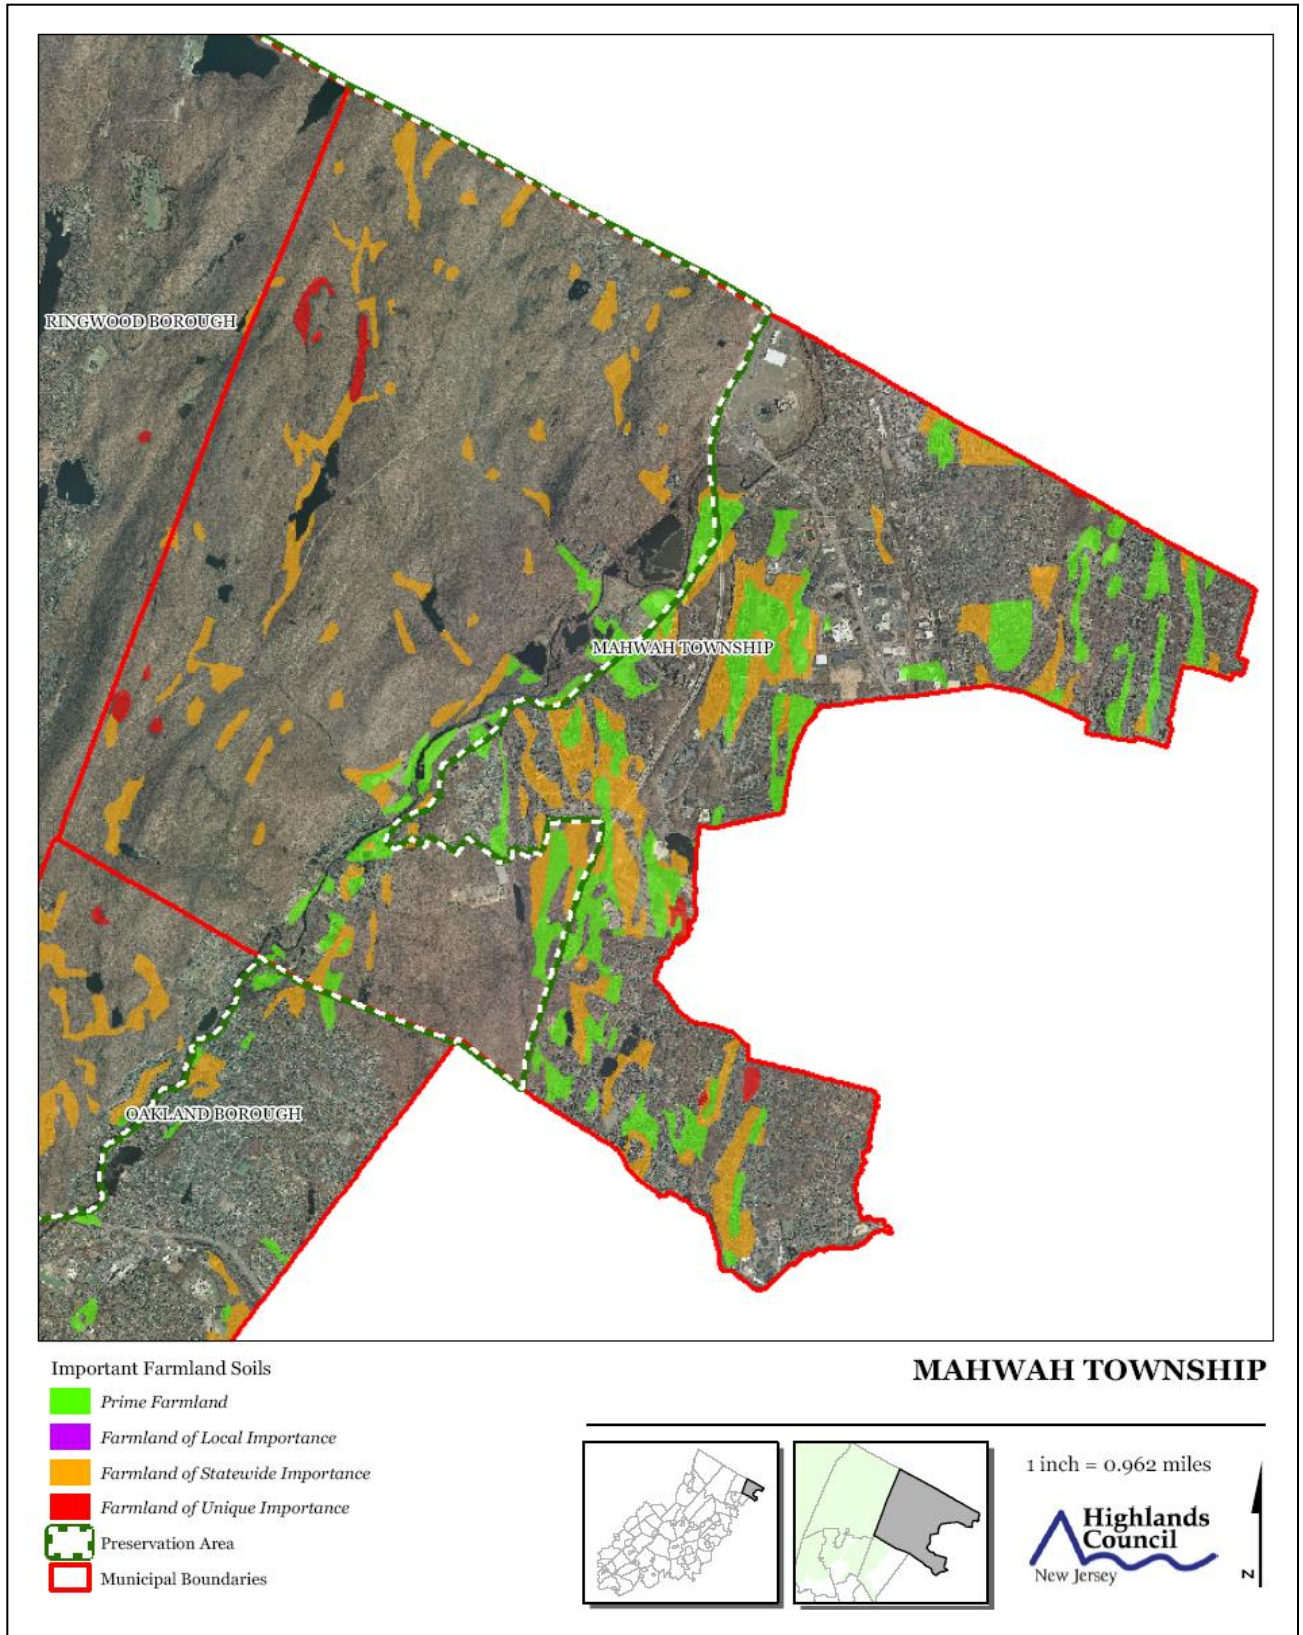 RINGWOOD BOROUGH
MAHWAH TOWNSHIP
OAKLAND BOROUGH
Important Farmland Soils
Prime Farmland
Farmland of Local Importance
Farmland of Statewide Importance
Farmland of Unique Importance
Preservation Area
Municipal Boundaries
MAHWAH TOWNSHIP
1 inch = 0.962 miles
Highlands
Council
New Jersey
N